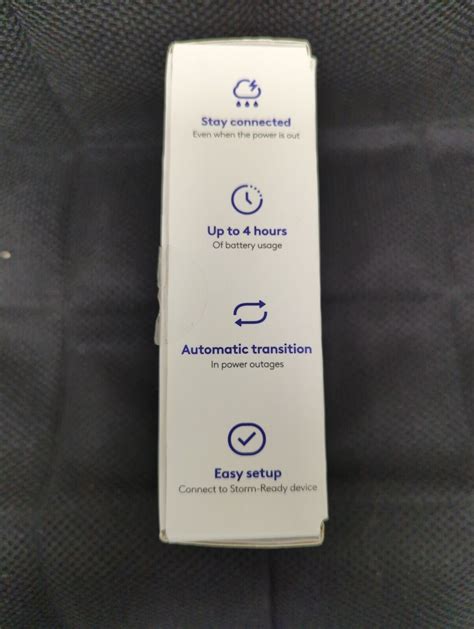 Stay connected
Even when the power is out
Up to 4 hours
Of battery usage
Automatic transition
In power outages
Easy setup
Connect to Storm-Ready device